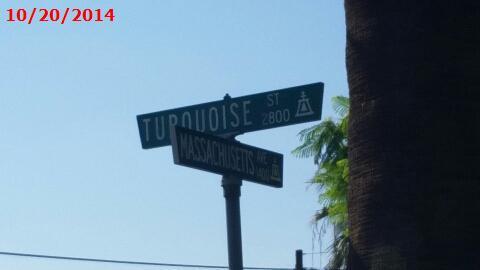 10/20/2014
TURQUOISE ST 2800
MASSACHUSETTS AVE